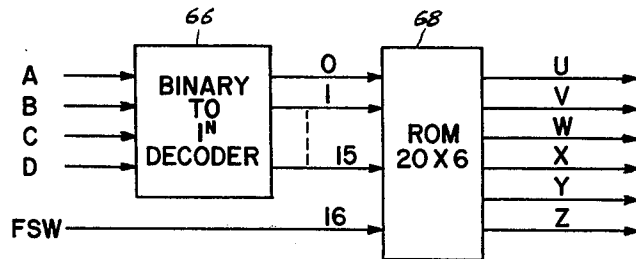 66
68
A
B
C
D
BINARY
TO
1N
DECODER
0
1
15
ROM
20 X 6
U
V
W
X
Y
Z
FSW
16